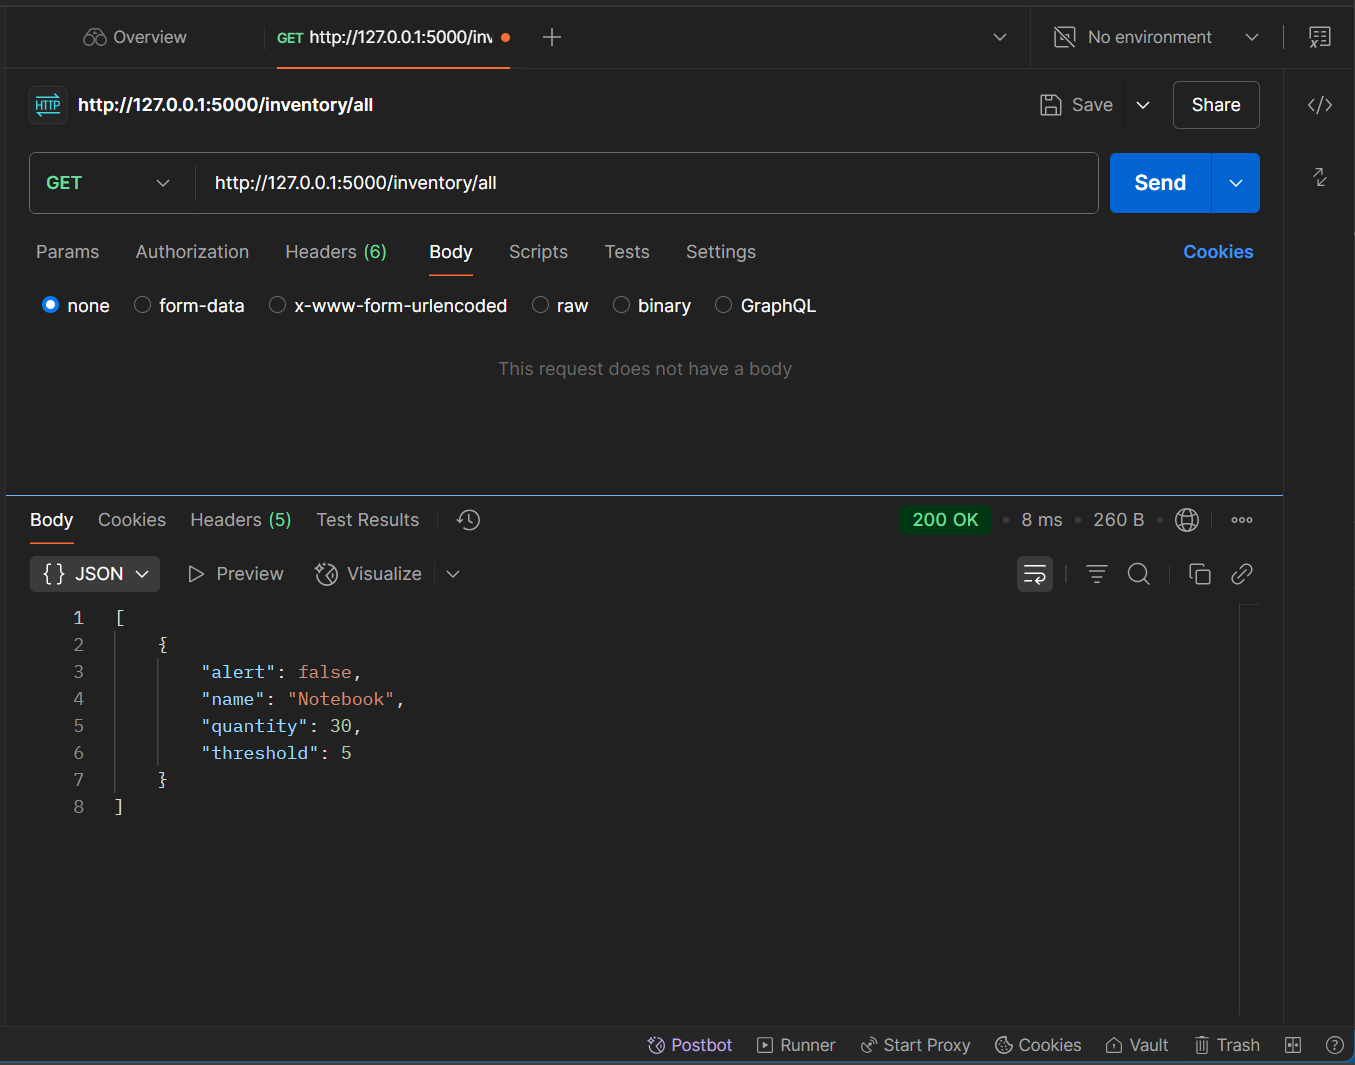 Overview
GET http://127.0.0.1:5000/inv
No environment
HTTP http://127.0.0.1:5000/inventory/all
Save
Share
GET
http://127.0.0.1:5000/inventory/all
Send
Params Authorization Headers (6) Body Scripts Tests Settings Cookies
none form-data x-www-form-urlencoded raw binary GraphQL
This request does not have a body
Body Cookies Headers (5) Test Results 200 OK 8 ms 260 B
{} JSON Preview Visualize
1 [
2 {
3 "alert": false,
4 "name": "Notebook",
5 "quantity": 30,
6 "threshold": 5
7 }
8 ]
Postbot Runner Start Proxy Cookies Vault Trash